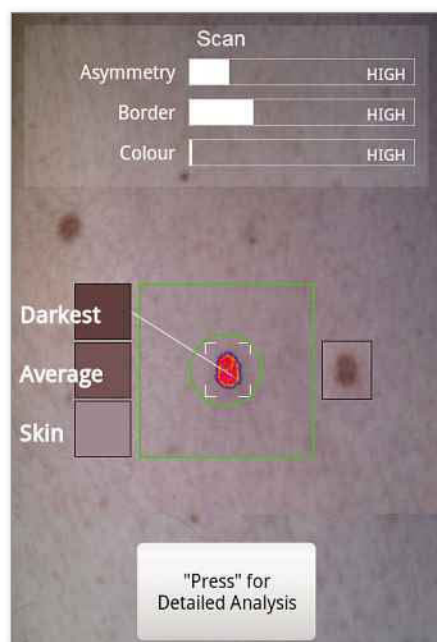 Scan
Asymmetry HIGH
Border HIGH
Colour HIGH
Darkest
Average
Skin
"Press" for
Detailed Analysis